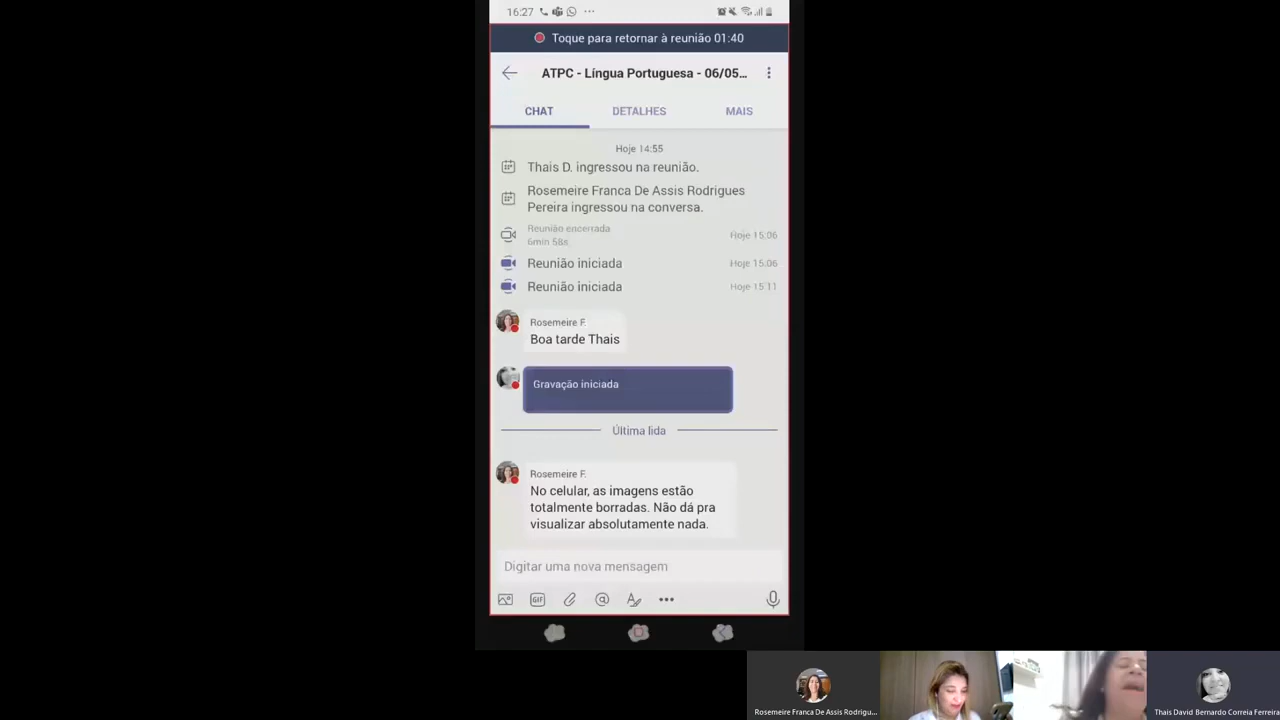 16:27
Toque para retornar à reunião 01:40
ATPC - Língua Portuguesa - 06/05...
CHAT DETALHES MAIS
Hoje 14:55
Thais D. ingressou na reunião.
Rosemeire Franca De Assis Rodrigues
Pereira ingressou na conversa.
Reunião encerrada
6min 58s
Hoje 15:06
Reunião iniciada Hoje 15:06
Reunião iniciada Hoje 15:11
Rosemeire F.
Boa tarde Thais
Gravação iniciada
Última lida
Rosemeire F.
No celular, as imagens estão
totalmente borradas. Não dá pra
visualizar absolutamente nada.
Digitar uma nova mensagem
GIF
Rosemeire Franca De Assis Rodrigu...
Thais David Bernardo Correia Ferreira